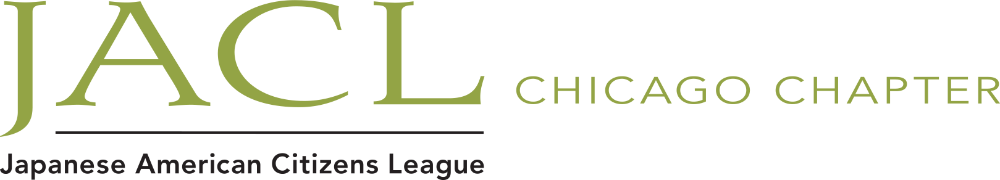 JACL CHICAGO CHAPTER
Japanese American Citizens League